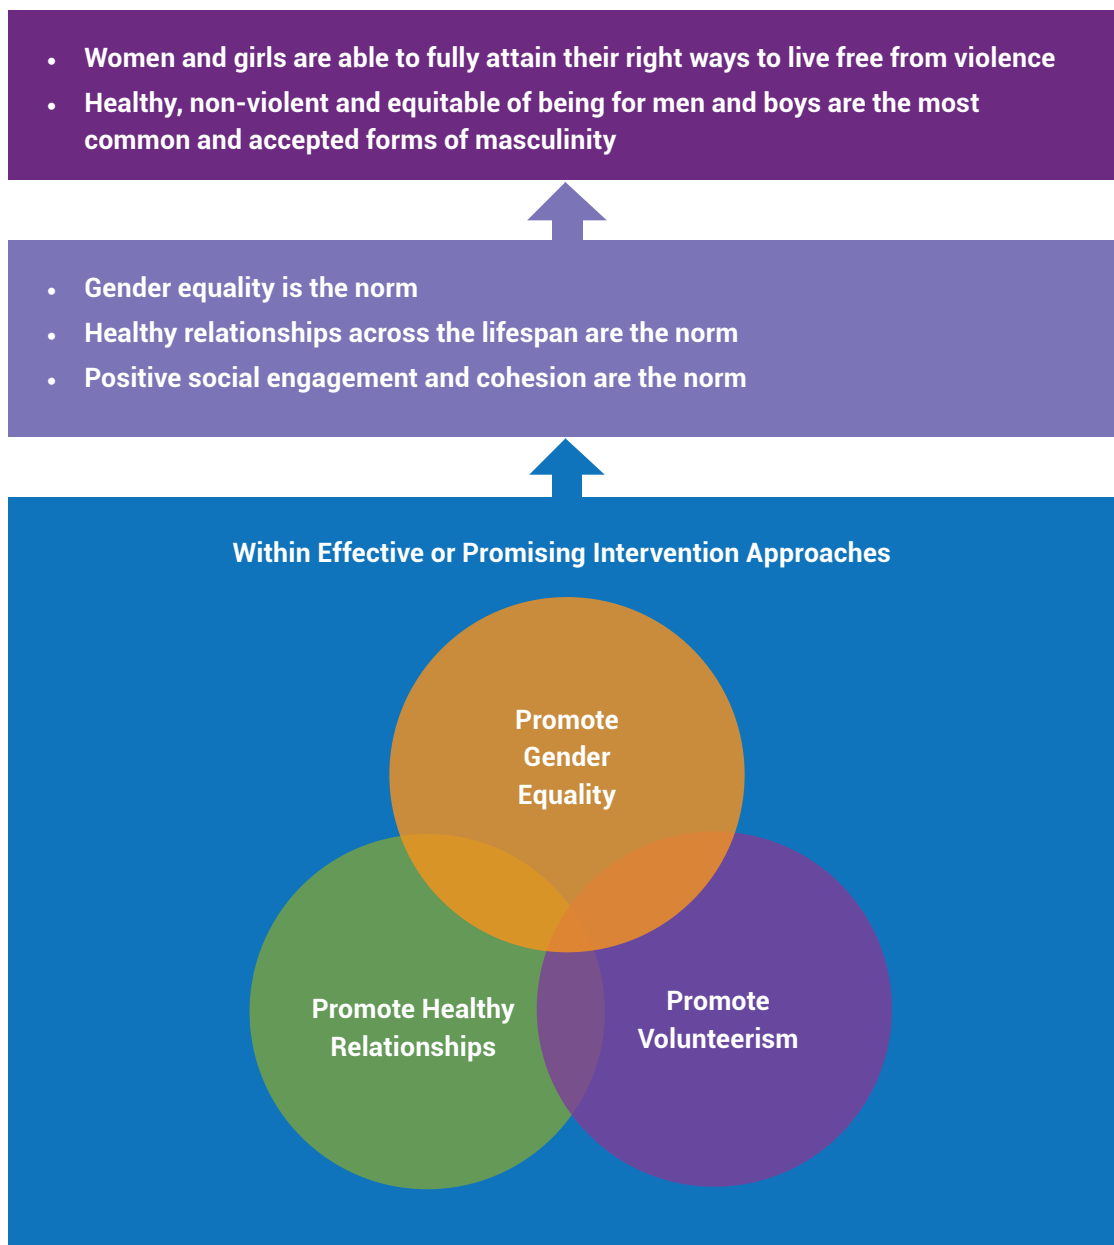 • Women and girls are able to fully attain their right ways to live free from violence
• Healthy, non-violent and equitable of being for men and boys are the most
common and accepted forms of masculinity
• Gender equality is the norm
• Healthy relationships across the lifespan are the norm
• Positive social engagement and cohesion are the norm
Within Effective or Promising Intervention Approaches
Promote
Gender
Equality
Promote Healthy
Relationships
Promote
Volunteerism